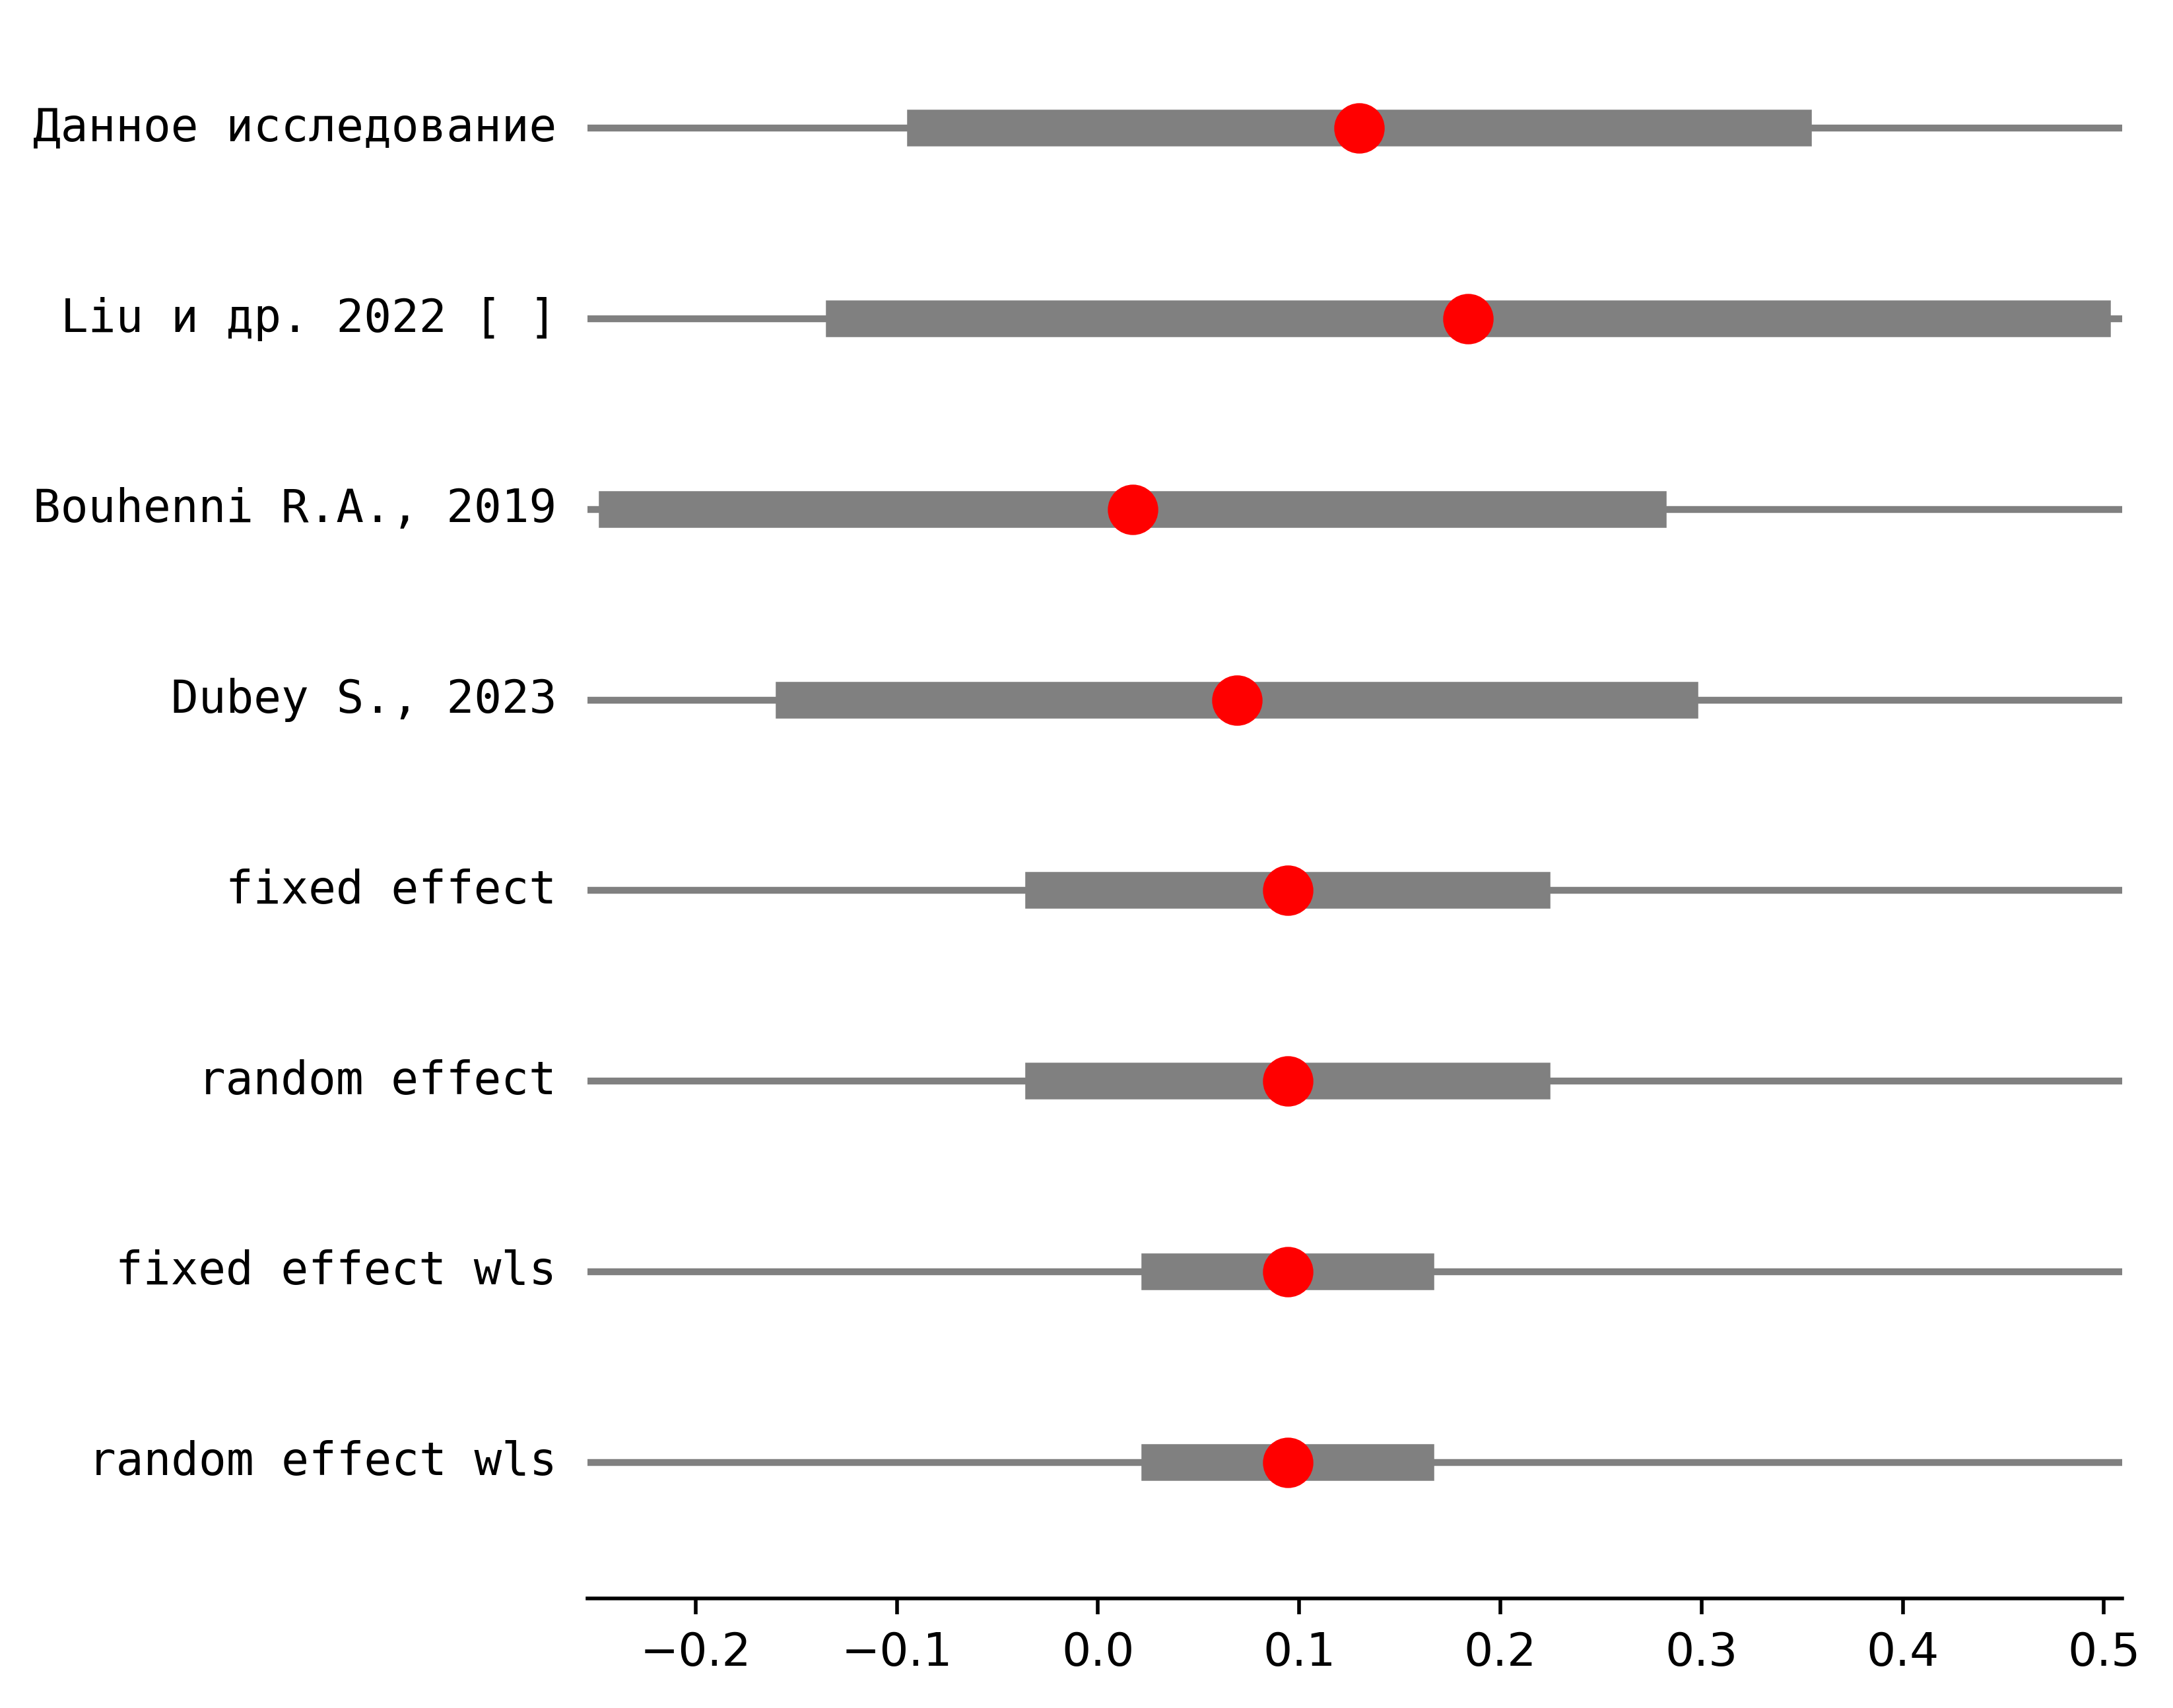 Данное исследование
Liu и др. 2022 [ ]
Bouhenni R.A., 2019
Dubey S., 2023
fixed effect
random effect
fixed effect wls
random effect wls
−0.2 −0.1 0.0 0.1 0.2 0.3 0.4 0.5